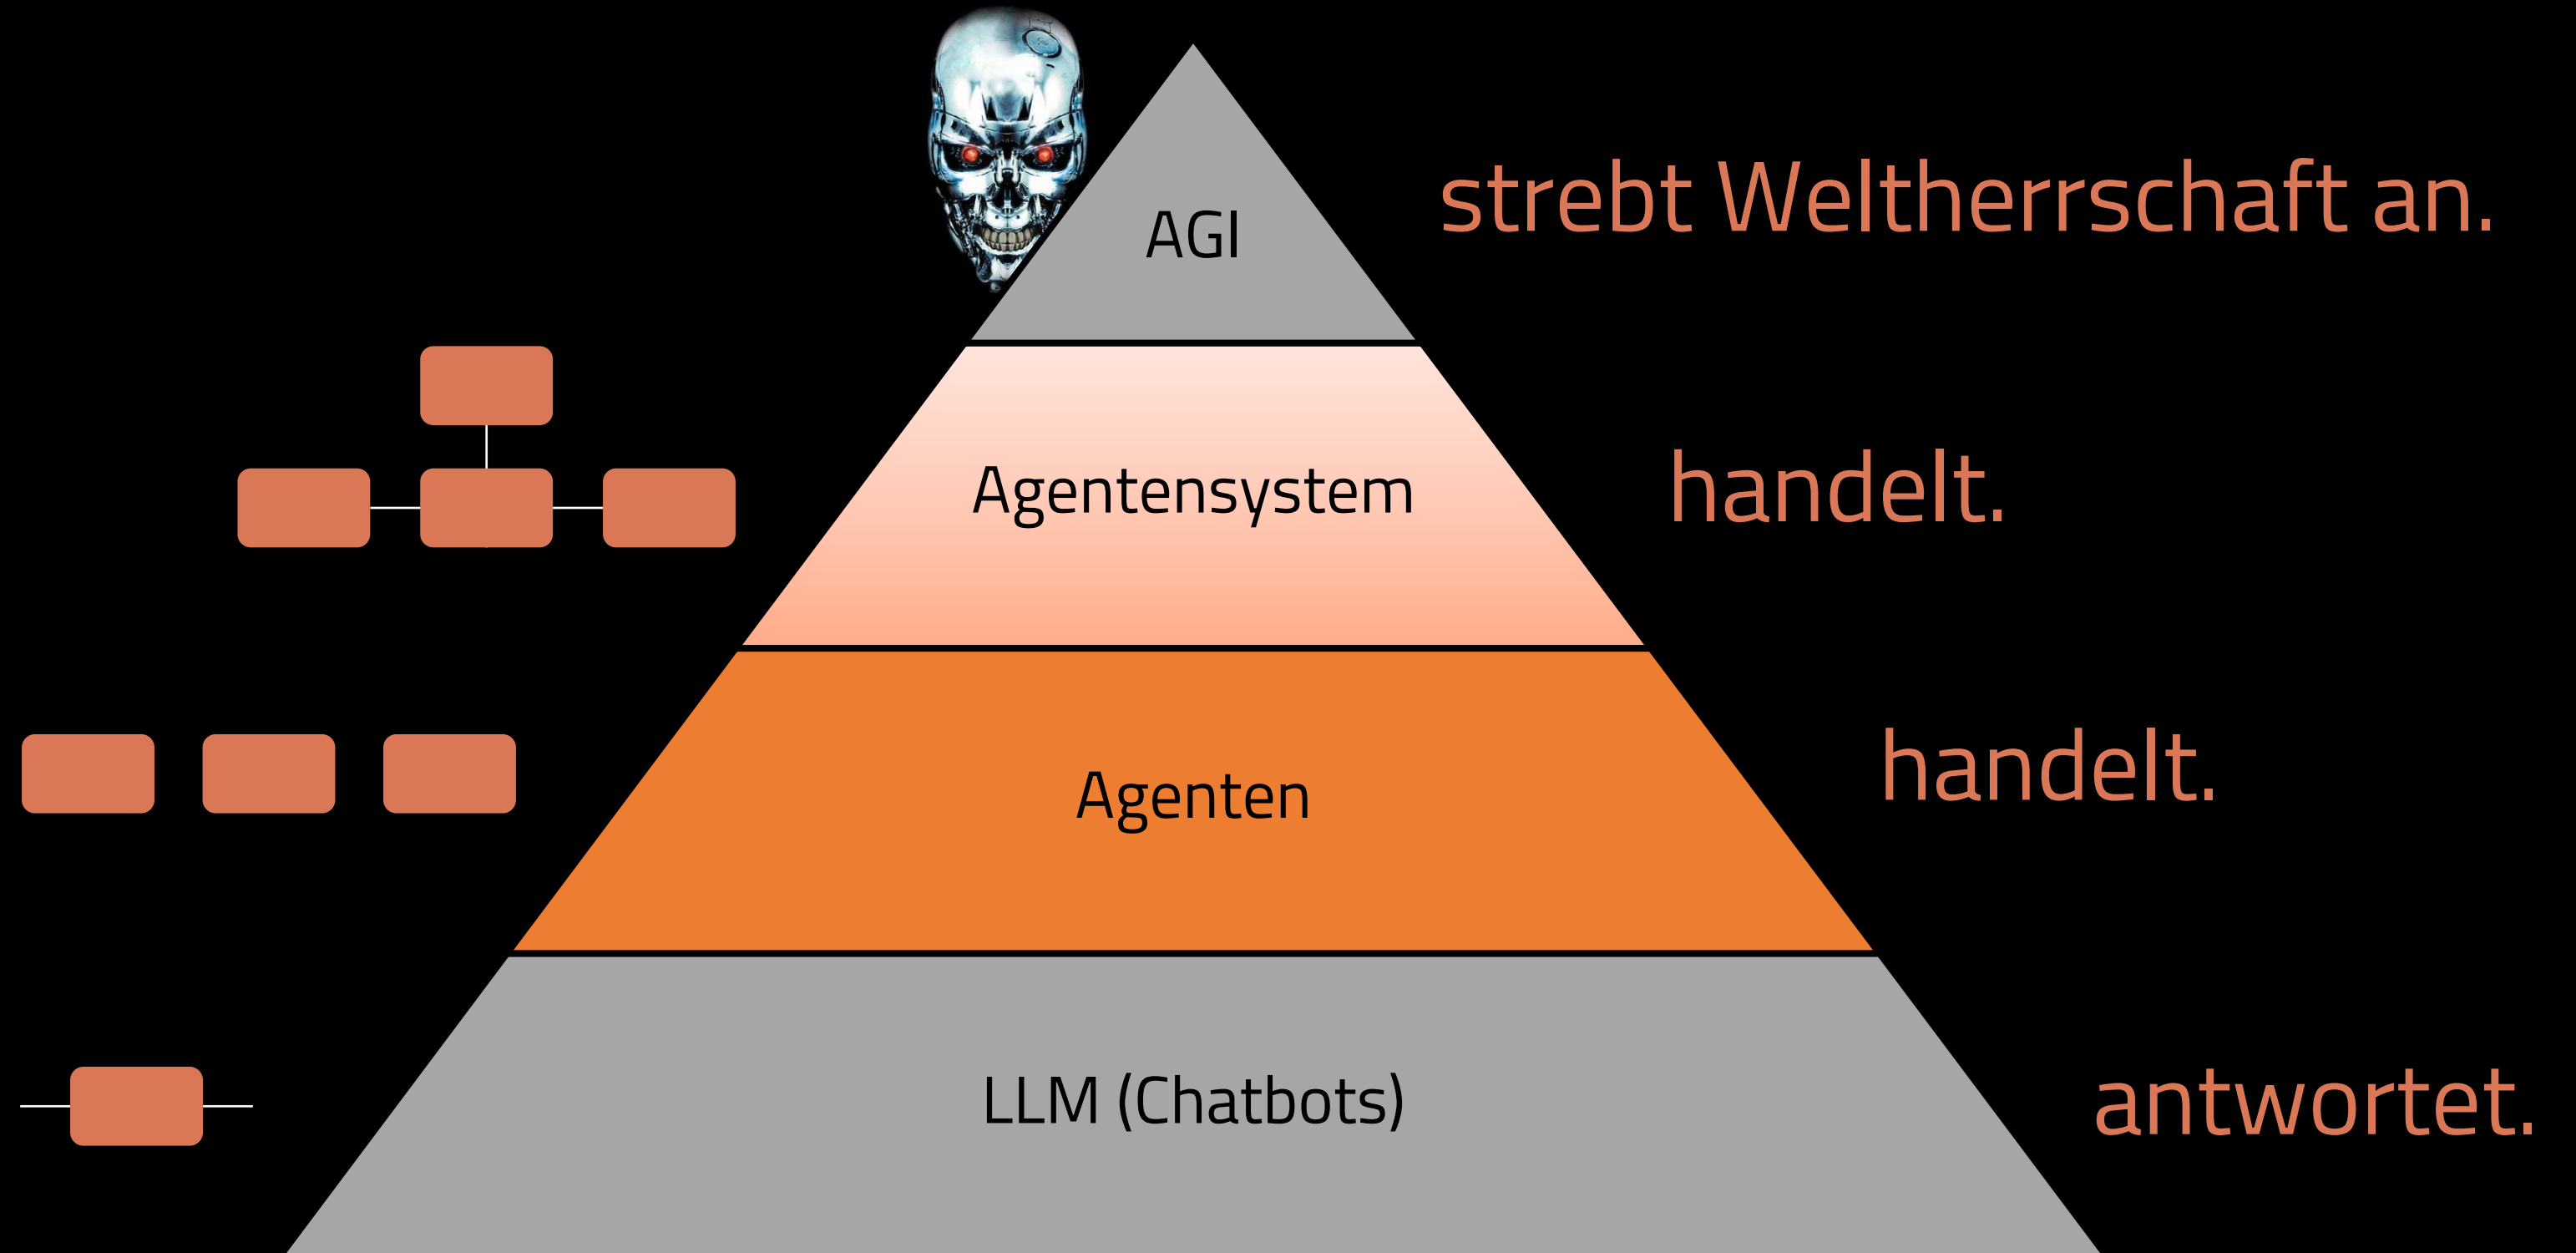 AGI
strebt Weltherrschaft an.
Agentensystem
handelt.
Agenten
handelt.
LLM (Chatbots)
antwortet.